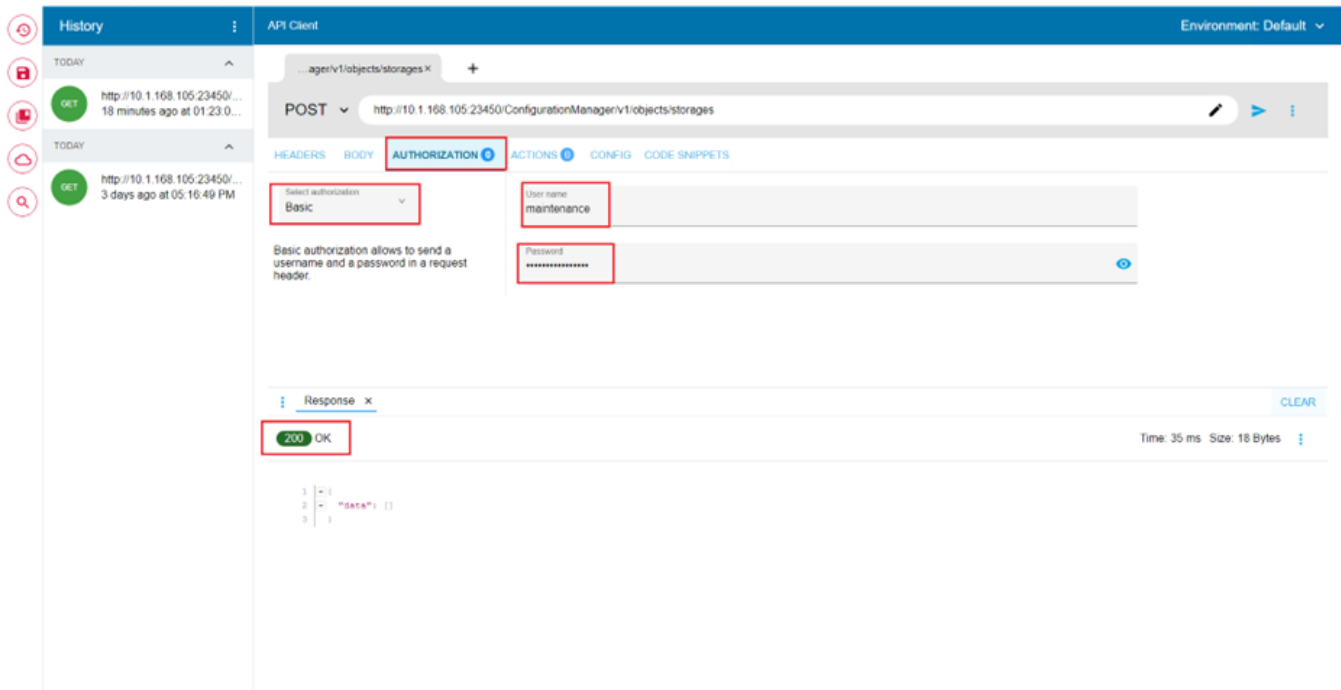 History
API Client
Environment: Default
TODAY
GET
http://10.1.168.105:23450/...
18 minutes ago at 01:23:0...
TODAY
GET
http://10.1.168.105:23450/...
3 days ago at 05:16:49 PM
...ager/v1/objects/storages ×
+
POST
http://10.1.168.105:23450/ConfigurationManager/v1/objects/storages
HEADERS BODY AUTHORIZATION 0 ACTIONS 0 CONFIG CODE SNIPPETS
Select authorization
Basic
Basic authorization allows to send a
username and a password in a request
header.
User name
maintenance
Password
••••••••••••••••
Response ×
CLEAR
200 OK
Time: 35 ms Size: 18 Bytes
1 {
2 "data": []
3 }